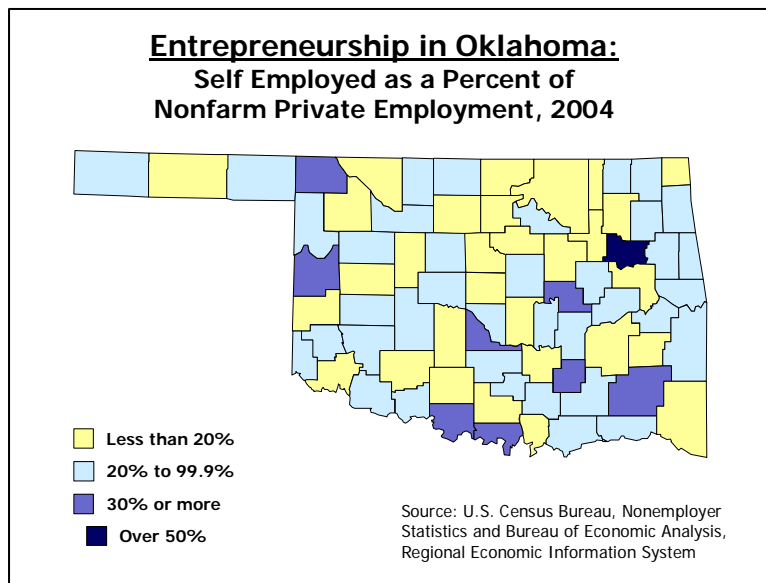 Entrepreneurship in Oklahoma:
Self Employed as a Percent of
Nonfarm Private Employment, 2004
Less than 20%
20% to 99.9%
30% or more
Over 50%
Source: U.S. Census Bureau, Nonemployer
Statistics and Bureau of Economic Analysis,
Regional Economic Information System